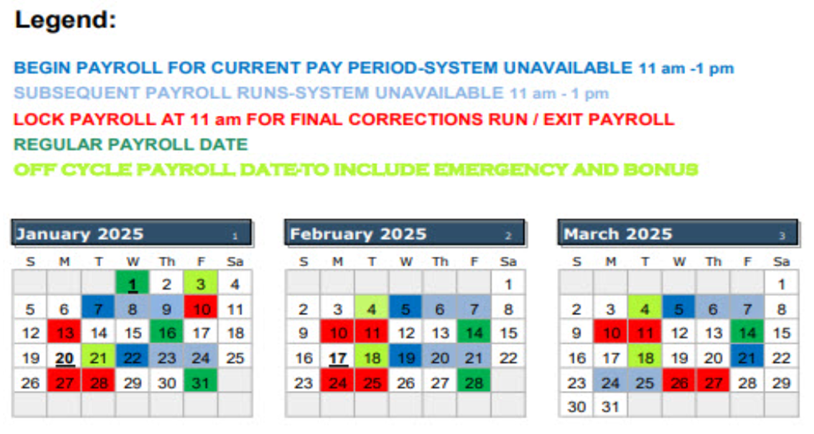 Legend:
BEGIN PAYROLL FOR CURRENT PAY PERIOD-SYSTEM UNAVAILABLE 11 am -1 pm
SUBSEQUENT PAYROLL RUNS-SYSTEM UNAVAILABLE 11 am - 1 pm
LOCK PAYROLL AT 11 am FOR FINAL CORRECTIONS RUN / EXIT PAYROLL
REGULAR PAYROLL DATE
OFF CYCLE PAYROLL DATE-TO INCLUDE EMERGENCY AND BONUS
January 2025 1
S M T W Th F Sa
1 2 3 4
5 6 7 8 9 10 11
12 13 14 15 16 17 18
19 20 21 22 23 24 25
26 27 28 29 30 31
February 2025 2
S M T W Th F Sa
1
2 3 4 5 6 7 8
9 10 11 12 13 14 15
16 17 18 19 20 21 22
23 24 25 26 27 28
March 2025 3
S M T W Th F Sa
1
2 3 4 5 6 7 8
9 10 11 12 13 14 15
16 17 18 19 20 21 22
23 24 25 26 27 28 29
30 31